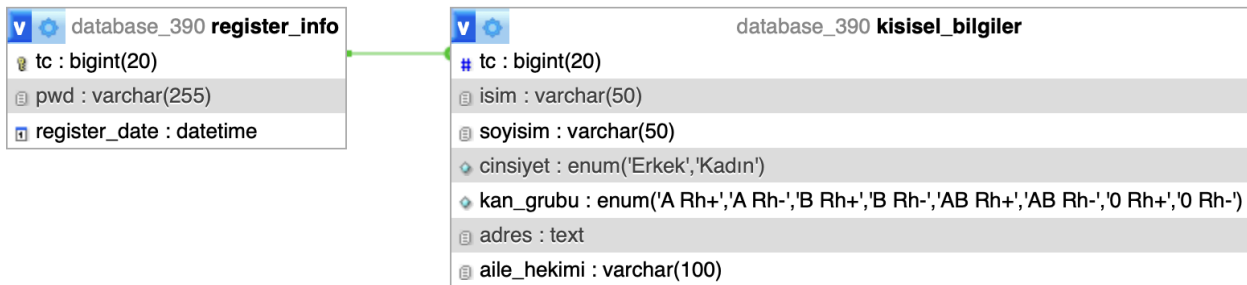 v database_390 register_info
tc : bigint(20)
pwd : varchar(255)
register_date : datetime
v database_390 kisisel_bilgiler
# tc : bigint(20)
isim : varchar(50)
soyisim : varchar(50)
cinsiyet : enum('Erkek','Kadın')
kan_grubu : enum('A Rh+','A Rh-','B Rh+','B Rh-','AB Rh+','AB Rh-','0 Rh+','0 Rh-')
adres : text
aile_hekimi : varchar(100)